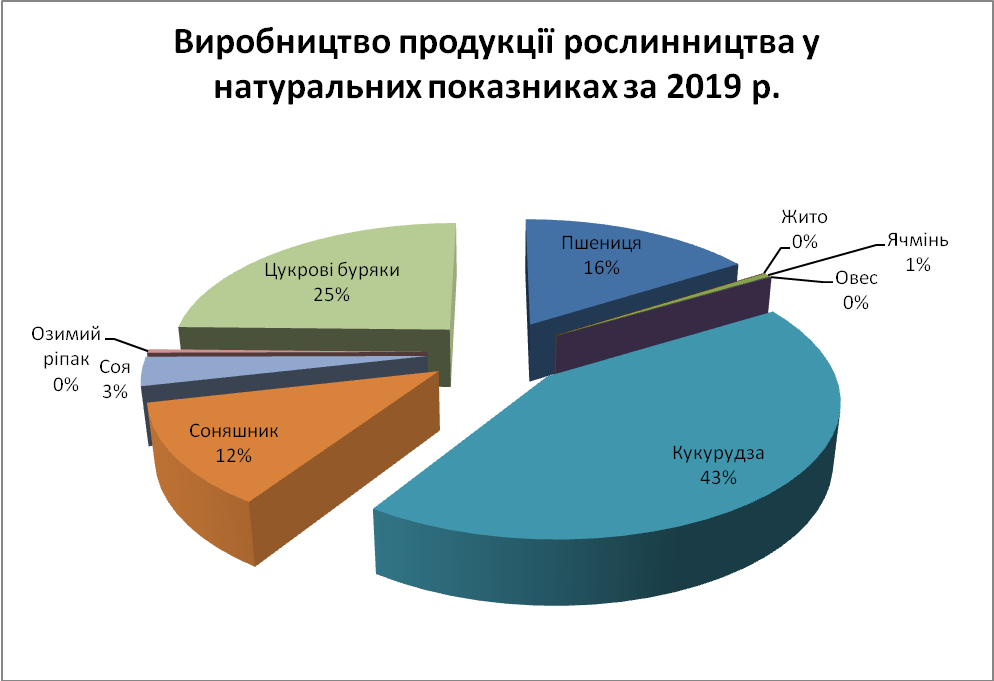 Виробництво продукції рослинництва у
натуральних показниках за 2019 р.
Пшениця
16%
Жито
0%
Ячмінь
1%
Овес
0%
Кукурудза
43%
Соняшник
12%
Соя
3%
Озимий
ріпак
0%
Цукрові буряки
25%